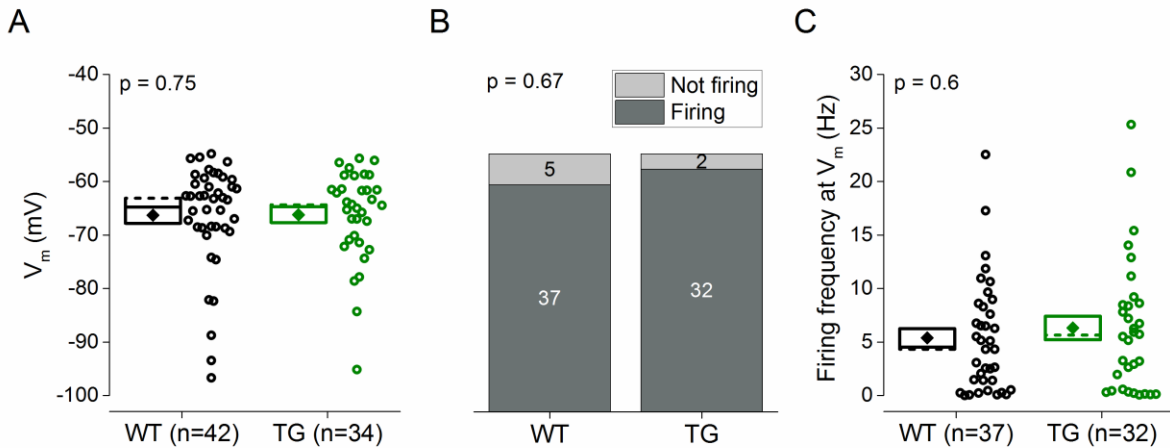 A
p = 0.75
-40
-50
-60
-70
-80
-90
-100
Vm (mV)
WT (n=42)
TG (n=34)
B
p = 0.67
Not firing
Firing
5
2
37
32
WT
TG
C
p = 0.6
30
25
20
15
10
5
0
Firing frequency at Vm (Hz)
WT (n=37)
TG (n=32)